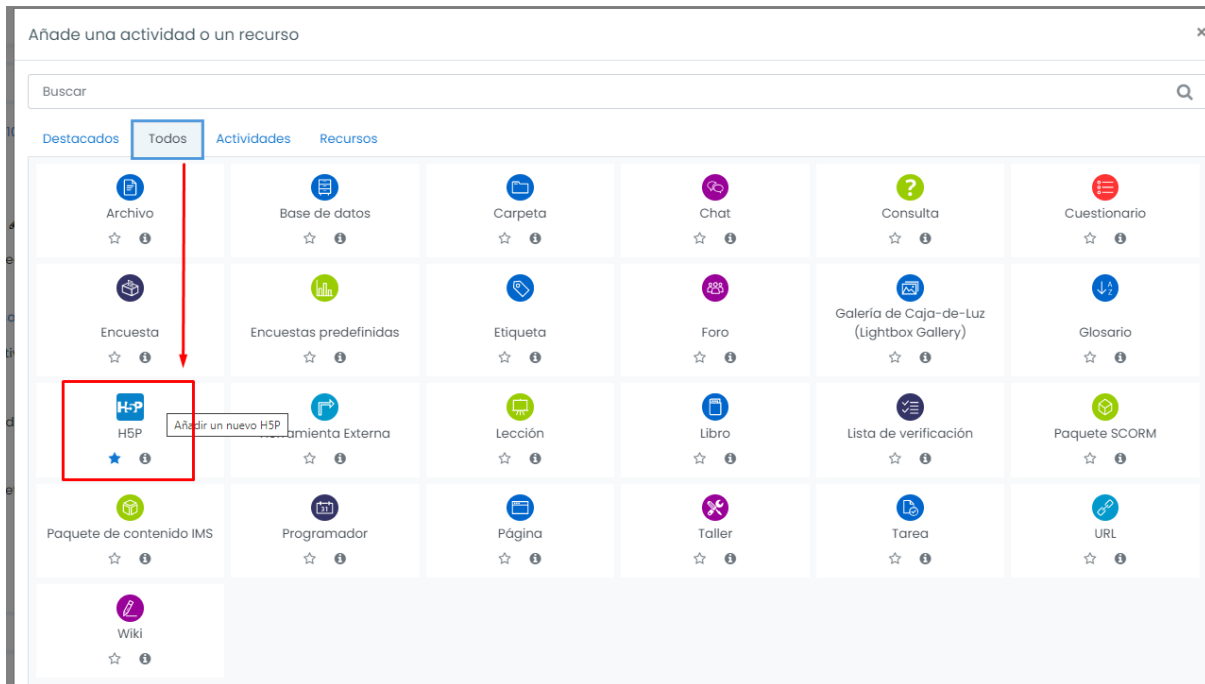 Añade una actividad o un recurso
Buscar
Destacados Todos Actividades Recursos
Archivo Base de datos Carpeta Chat Consulta Cuestionario
Encuesta Encuestas predefinidas Etiqueta Foro Galería de Caja-de-Luz (Lightbox Gallery) Glosario
H5P
H5P Añadir un nuevo H5P Externa Lección Libro Lista de verificación Paquete SCORM
31
Paquete de contenido IMS Programador Página Taller Tarea URL
Wiki